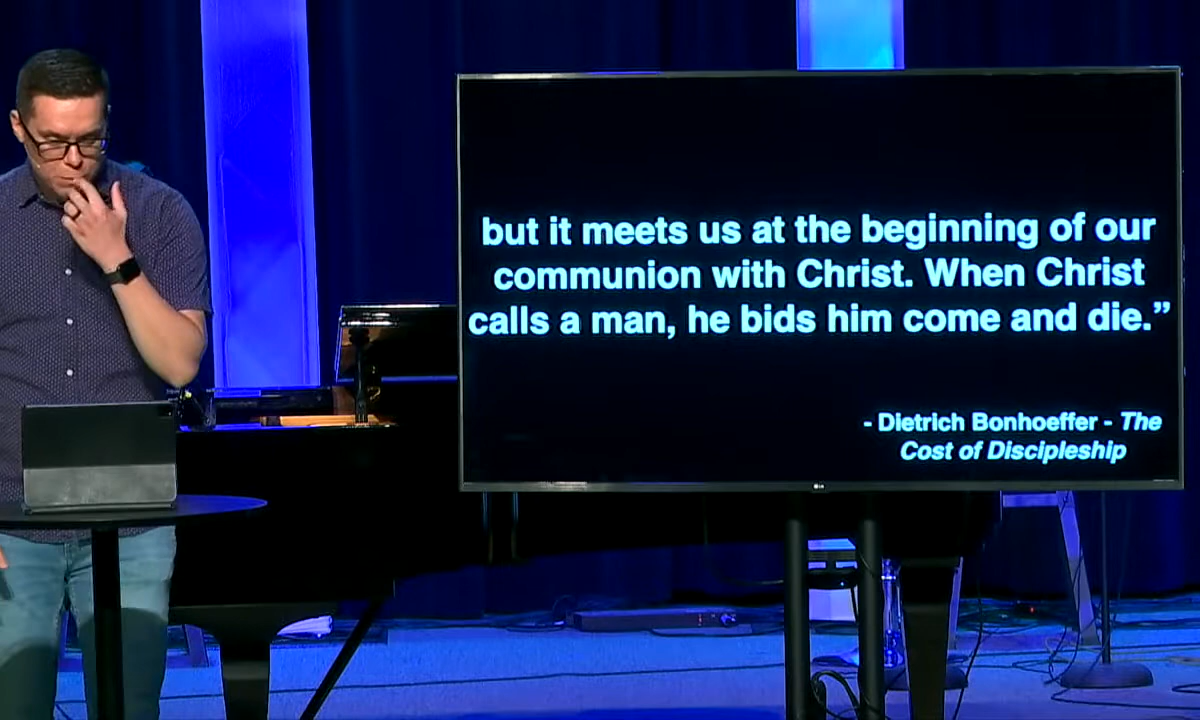 but it meets us at the beginning of our
communion with Christ. When Christ
calls a man, he bids him come and die.”
- Dietrich Bonhoeffer - The
Cost of Discipleship
LG